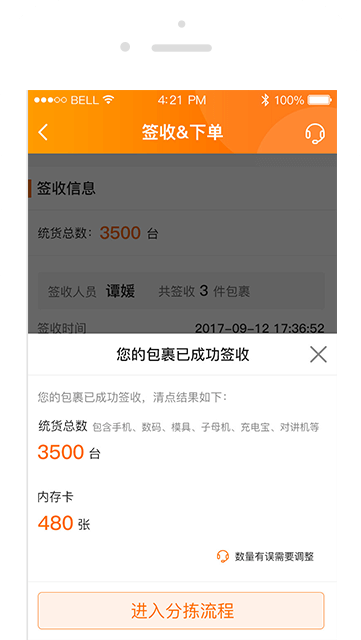 BELL 4:21 PM 100%
签收&下单
签收信息
统货总数： 3500 台
签收人员 谭媛 共签收 3 件包裹
签收时间 2017-09-12 17:36:52
您的包裹已成功签收
您的包裹已成功签收，清点结果如下：
统货总数 包含手机、数码、模具、子母机、充电宝、对讲机等
3500 台
内存卡
480 张
数量有误需要调整
进入分拣流程